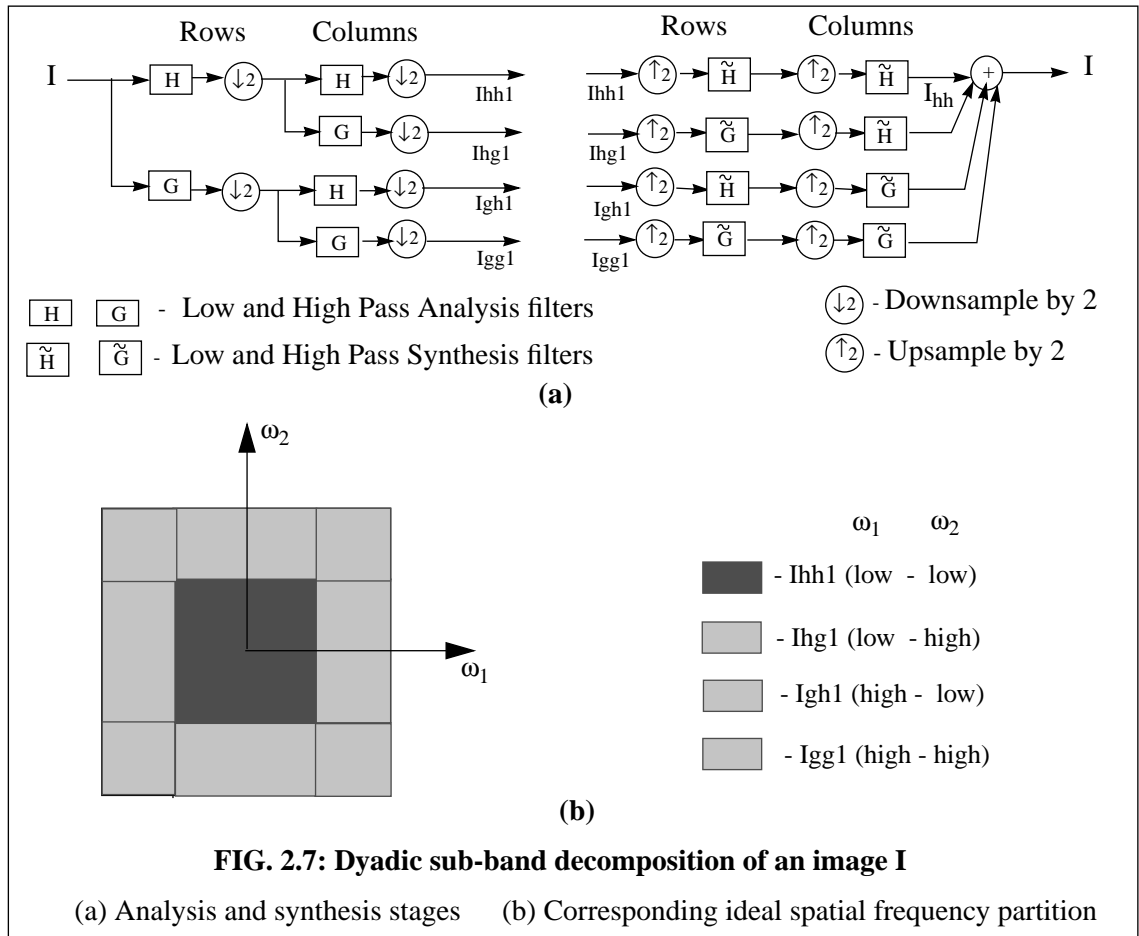 Rows Columns Rows Columns
I H ↓2 H ↓2 Ihh1 Ihh1 ↑2 H̃ ↑2 H̃ I_hh + I
G ↓2 Ihg1 Ihg1 ↑2 G̃ ↑2 H̃
G ↓2 H ↓2 Igh1 Igh1 ↑2 H̃ ↑2 G̃
G ↓2 Igg1 Igg1 ↑2 G̃ ↑2 G̃
H G - Low and High Pass Analysis filters ↓2 - Downsample by 2
H̃ G̃ - Low and High Pass Synthesis filters ↑2 - Upsample by 2
(a)
ω2
ω1
ω1 ω2
- Ihh1 (low - low)
- Ihg1 (low - high)
- Igh1 (high - low)
- Igg1 (high - high)
(b)
FIG. 2.7: Dyadic sub-band decomposition of an image I
(a) Analysis and synthesis stages (b) Corresponding ideal spatial frequency partition